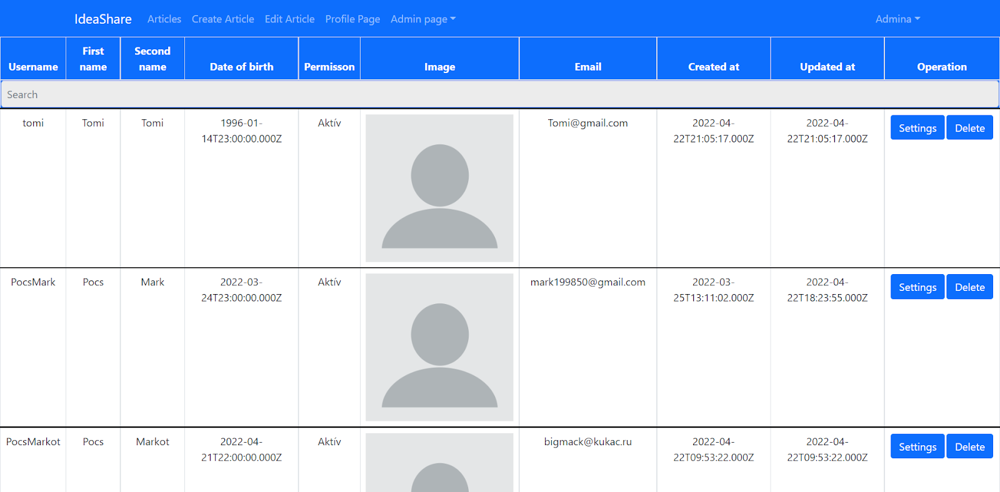 IdeaShare Articles Create Article Edit Article Profile Page Admin page Admina
Username First name Second name Date of birth Permisson Image Email Created at Updated at Operation
Search
tomi Tomi Tomi 1996-01-14T23:00:00.000Z Aktív Tomi@gmail.com 2022-04-22T21:05:17.000Z 2022-04-22T21:05:17.000Z Settings Delete
PocsMark Pocs Mark 2022-03-24T23:00:00.000Z Aktív mark199850@gmail.com 2022-03-25T13:11:02.000Z 2022-04-22T18:23:55.000Z Settings Delete
PocsMarkot Pocs Markot 2022-04-21T22:00:00.000Z Aktív bigmack@kukac.ru 2022-04-22T09:53:22.000Z 2022-04-22T09:53:22.000Z Settings Delete